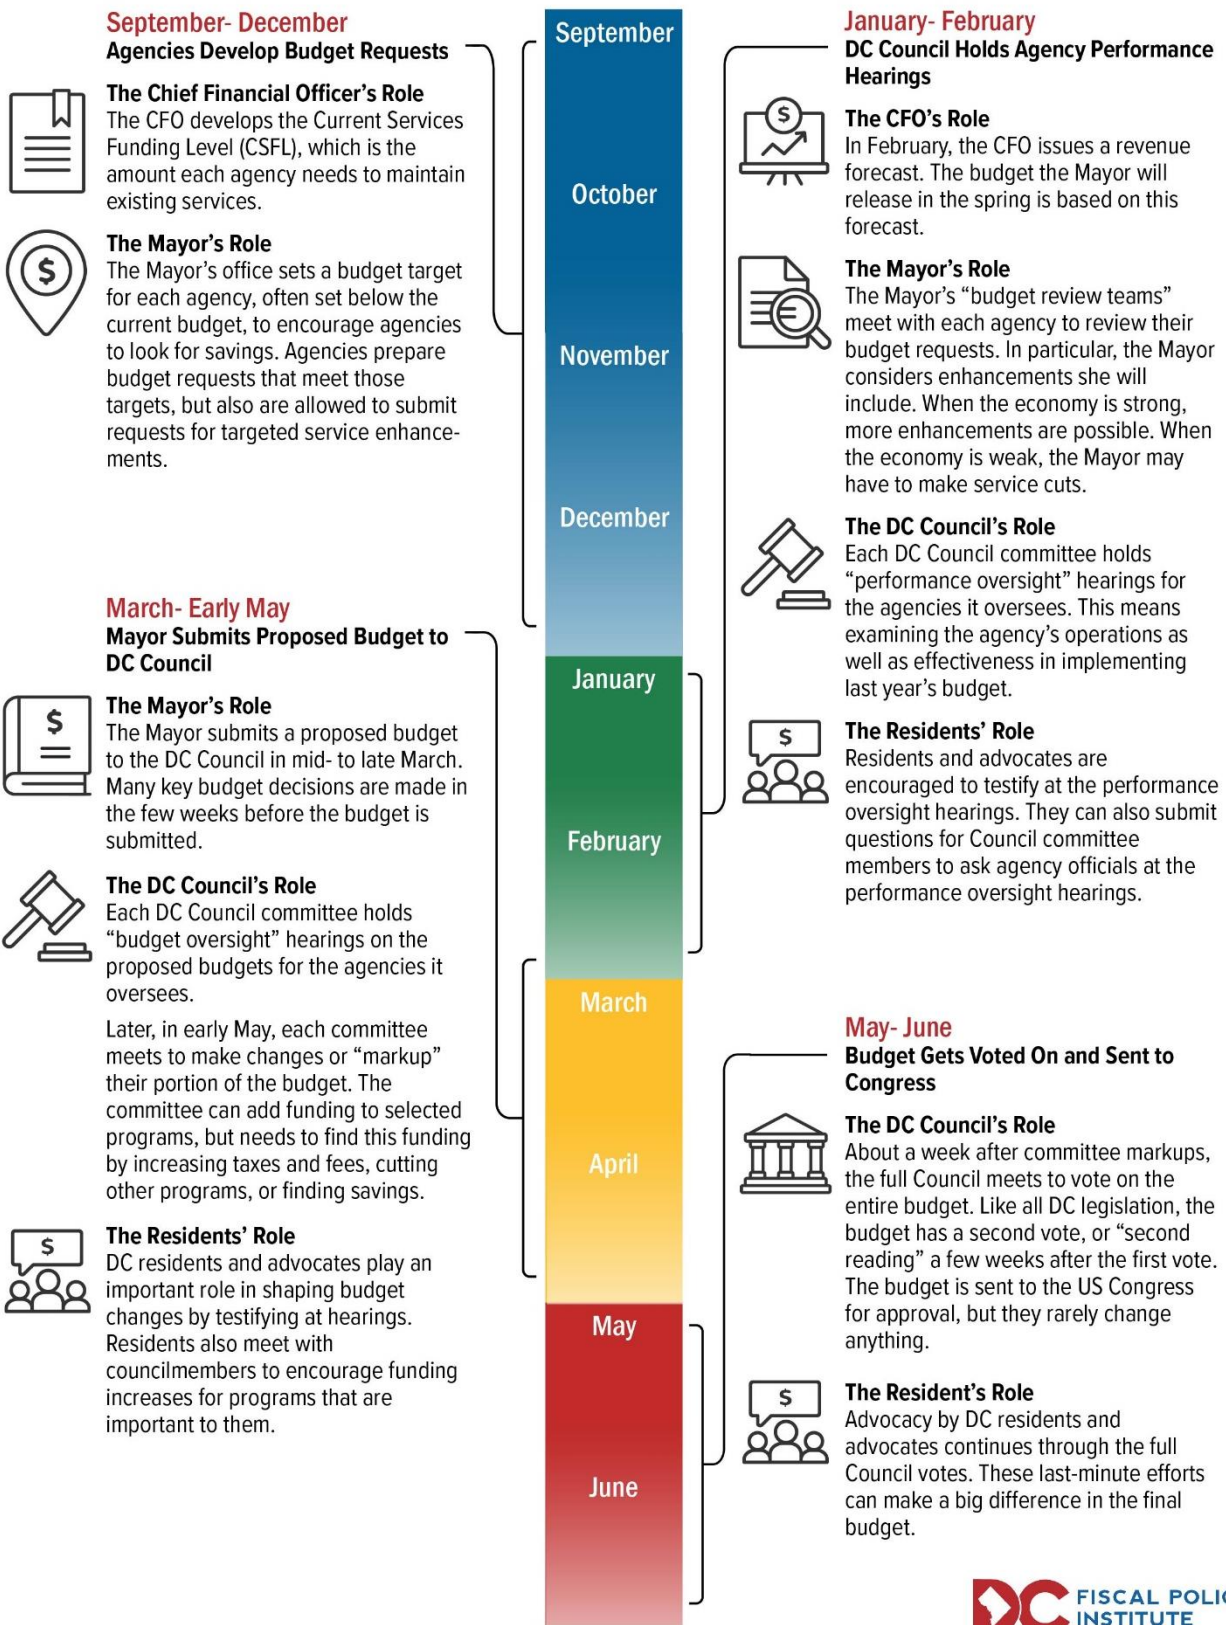 September- December
Agencies Develop Budget Requests
The Chief Financial Officer's Role
The CFO develops the Current Services
Funding Level (CSFL), which is the
amount each agency needs to maintain
existing services.
The Mayor's Role
$
The Mayor's office sets a budget target
for each agency, often set below the
current budget, to encourage agencies
to look for savings. Agencies prepare
budget requests that meet those
targets, but also are allowed to submit
requests for targeted service enhance-
ments.
March- Early May
Mayor Submits Proposed Budget to
DC Council
The Mayor's Role
$
The Mayor submits a proposed budget
to the DC Council in mid- to late March.
Many key budget decisions are made in
the few weeks before the budget is
submitted.
The DC Council's Role
Each DC Council committee holds
“budget oversight” hearings on the
proposed budgets for the agencies it
oversees.
Later, in early May, each committee
meets to make changes or “markup”
their portion of the budget. The
committee can add funding to selected
programs, but needs to find this funding
by increasing taxes and fees, cutting
other programs, or finding savings.
The Residents' Role
$
DC residents and advocates play an
important role in shaping budget
changes by testifying at hearings.
Residents also meet with
councilmembers to encourage funding
increases for programs that are
important to them.
September
October
November
December
January
February
March
April
May
June
January- February
DC Council Holds Agency Performance
Hearings
$
The CFO's Role
In February, the CFO issues a revenue
forecast. The budget the Mayor will
release in the spring is based on this
forecast.
The Mayor's Role
The Mayor's “budget review teams”
meet with each agency to review their
budget requests. In particular, the Mayor
considers enhancements she will
include. When the economy is strong,
more enhancements are possible. When
the economy is weak, the Mayor may
have to make service cuts.
The DC Council's Role
Each DC Council committee holds
“performance oversight” hearings for
the agencies it oversees. This means
examining the agency's operations as
well as effectiveness in implementing
last year's budget.
The Residents' Role
$
Residents and advocates are
encouraged to testify at the performance
oversight hearings. They can also submit
questions for Council committee
members to ask agency officials at the
performance oversight hearings.
May- June
Budget Gets Voted On and Sent to
Congress
The DC Council's Role
About a week after committee markups,
the full Council meets to vote on the
entire budget. Like all DC legislation, the
budget has a second vote, or “second
reading” a few weeks after the first vote.
The budget is sent to the US Congress
for approval, but they rarely change
anything.
The Resident's Role
$
Advocacy by DC residents and
advocates continues through the full
Council votes. These last-minute efforts
can make a big difference in the final
budget.
DC FISCAL POLIC
INSTITUTE